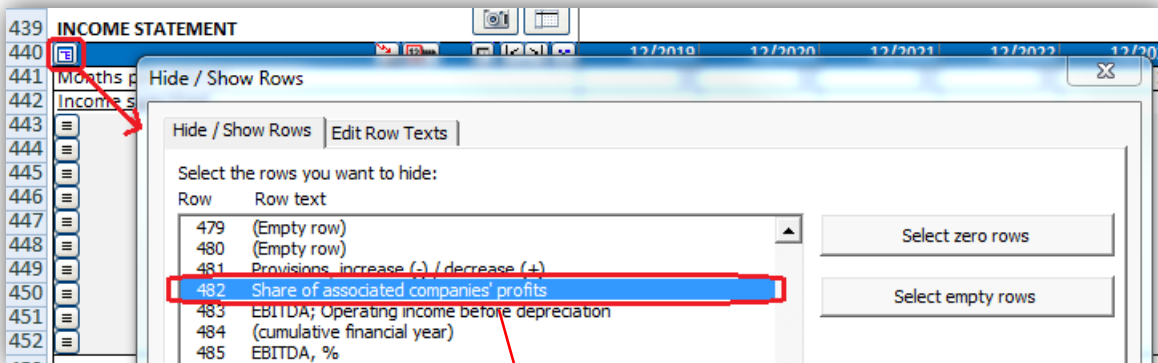 439 INCOME STATEMENT
440 12/2019 12/2020 12/2021 12/2022
441 Months
442 Income
443
444
445
446
447
448
449
450
451
452
Hide / Show Rows
Hide / Show Rows Edit Row Texts
Select the rows you want to hide:
Row Row text
479 (Empty row)
480 (Empty row)
481 Provisions, increase (-) / decrease (+)
482 Share of associated companies' profits
483 EBITDA; Operating income before depreciation
484 (cumulative financial year)
485 EBITDA, %
Select zero rows
Select empty rows